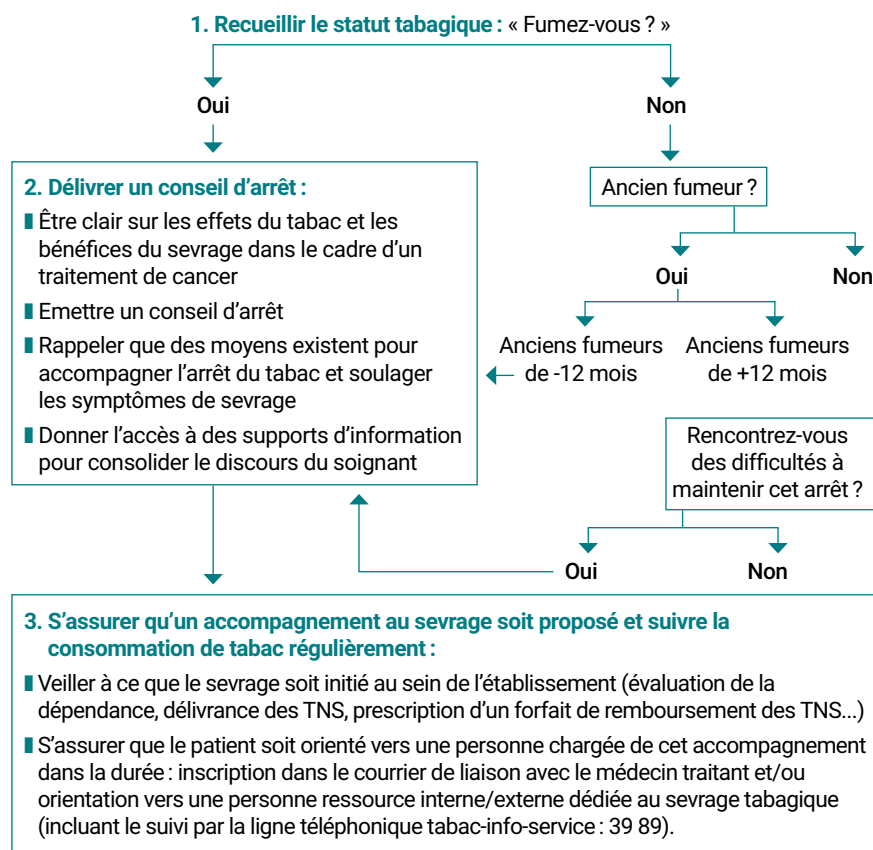 1. Recueillir le statut tabagique : « Fumez-vous ? »
Oui
Non
2. Délivrer un conseil d’arrêt :
Être clair sur les effets du tabac et les
bénéfices du sevrage dans le cadre d’un
traitement de cancer
Emettre un conseil d’arrêt
Rappeler que des moyens existent pour
accompagner l’arrêt du tabac et soulager
les symptômes de sevrage
Donner l’accès à des supports d’information
pour consolider le discours du soignant
Ancien fumeur ?
Oui
Non
Anciens fumeurs
de -12 mois
Anciens fumeurs
de +12 mois
Rencontrez-vous
des difficultés à
maintenir cet arrêt ?
Oui
Non
3. S’assurer qu’un accompagnement au sevrage soit proposé et suivre la
consommation de tabac régulièrement :
Veiller à ce que le sevrage soit initié au sein de l’établissement (évaluation de la
dépendance, délivrance des TNS, prescription d’un forfait de remboursement des TNS...)
S’assurer que le patient soit orienté vers une personne chargée de cet accompagnement
dans la durée : inscription dans le courrier de liaison avec le médecin traitant et/ou
orientation vers une personne ressource interne/externe dédiée au sevrage tabagique
(incluant le suivi par la ligne téléphonique tabac-info-service : 39 89).